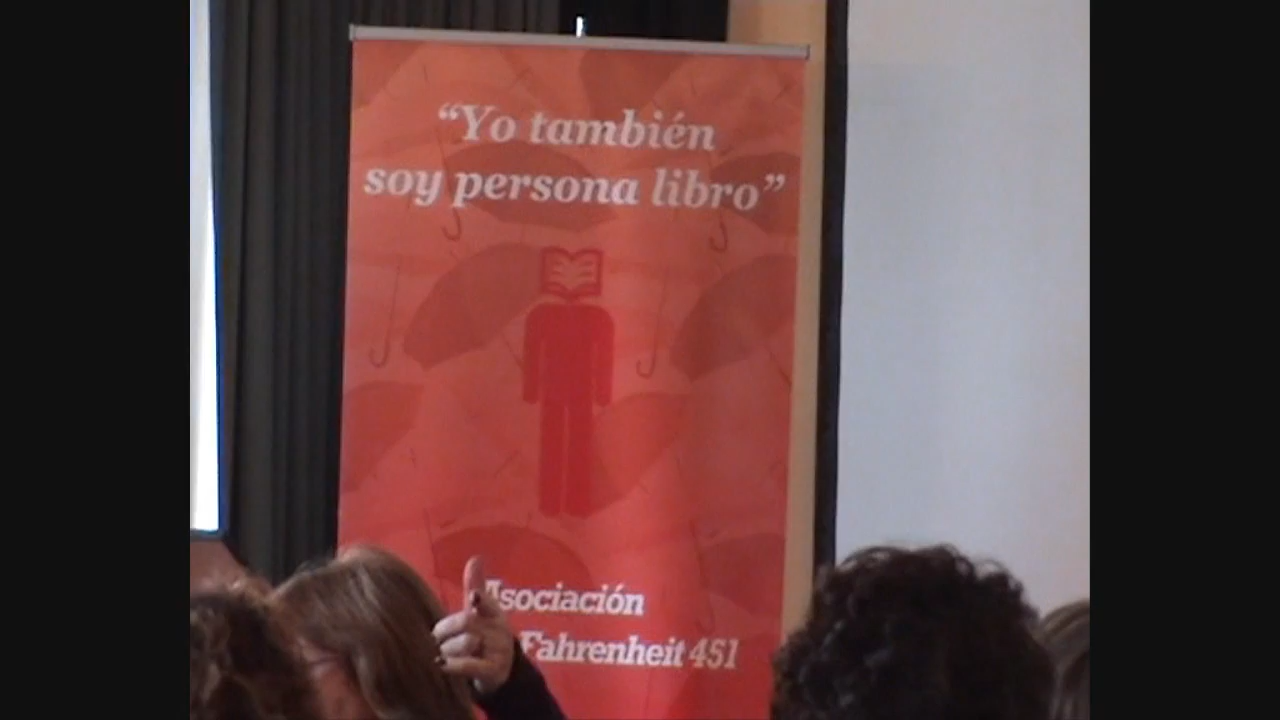 “Yo también
soy persona libro”
Asociación
Fahrenheit 451